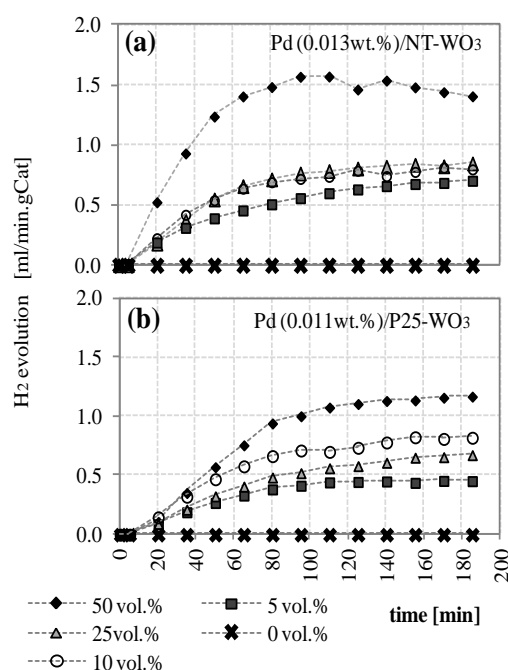 (a) Pd (0.013wt.%)/NT-WO3
2.0
1.5
1.0
0.5
0.0
H2 evolution [ml/min.gCat]
(b) Pd (0.011wt.%)/P25-WO3
2.0
1.5
1.0
0.5
0.0
0 20 40 60 80 100 120 140 160 180 200
time [min]
50 vol.%
25vol.%
10 vol.%
5 vol.%
0 vol.%